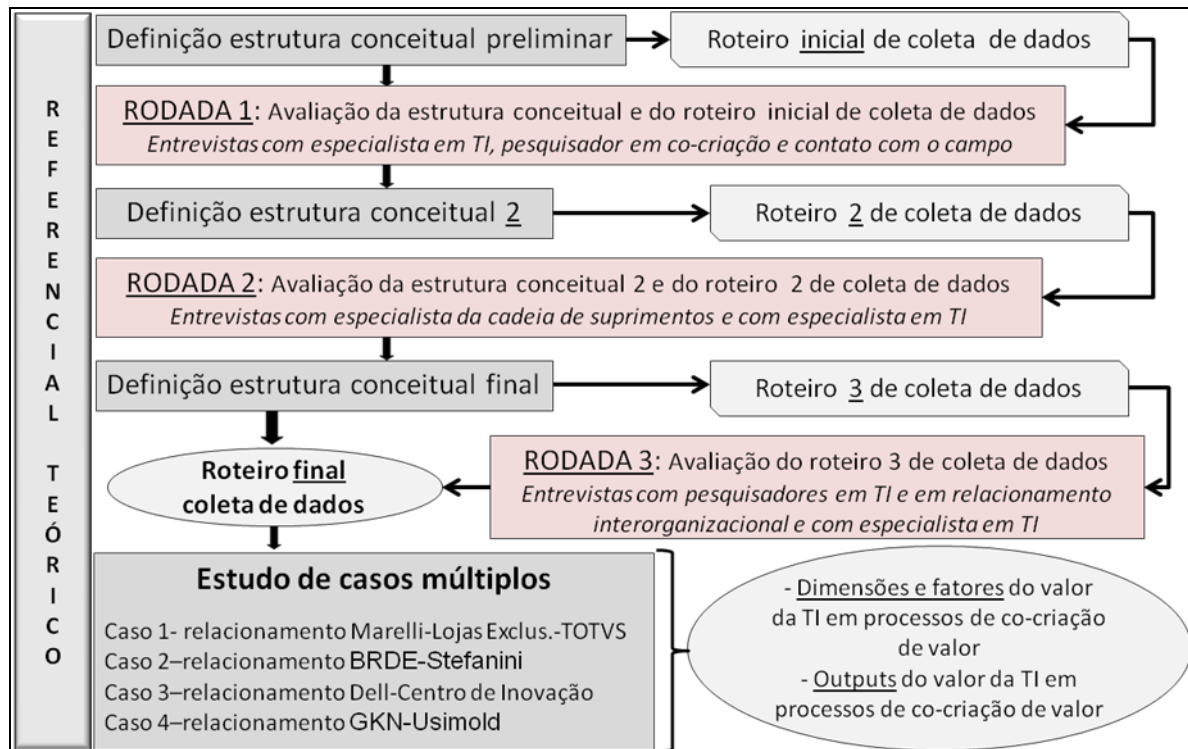 REFERENCIAL TEÓRICO
Definição estrutura conceitual preliminar
Roteiro inicial de coleta de dados
RODADA 1: Avaliação da estrutura conceitual e do roteiro inicial de coleta de dados
Entrevistas com especialista em TI, pesquisador em co-criação e contato com o campo
Definição estrutura conceitual 2
Roteiro 2 de coleta de dados
RODADA 2: Avaliação da estrutura conceitual 2 e do roteiro 2 de coleta de dados
Entrevistas com especialista da cadeia de suprimentos e com especialista em TI
Definição estrutura conceitual final
Roteiro 3 de coleta de dados
RODADA 3: Avaliação do roteiro 3 de coleta de dados
Entrevistas com pesquisadores em TI e em relacionamento
interorganizacional e com especialista em TI
Roteiro final
coleta de dados
Estudo de casos múltiplos
Caso 1- relacionamento Marelli-Lojas Exclus.-TOTVS
Caso 2–relacionamento BRDE-Stefanini
Caso 3–relacionamento Dell-Centro de Inovação
Caso 4–relacionamento GKN-Usimold
- Dimensões e fatores do valor
da TI em processos de co-criação
de valor
- Outputs do valor da TI em
processos de co-criação de valor